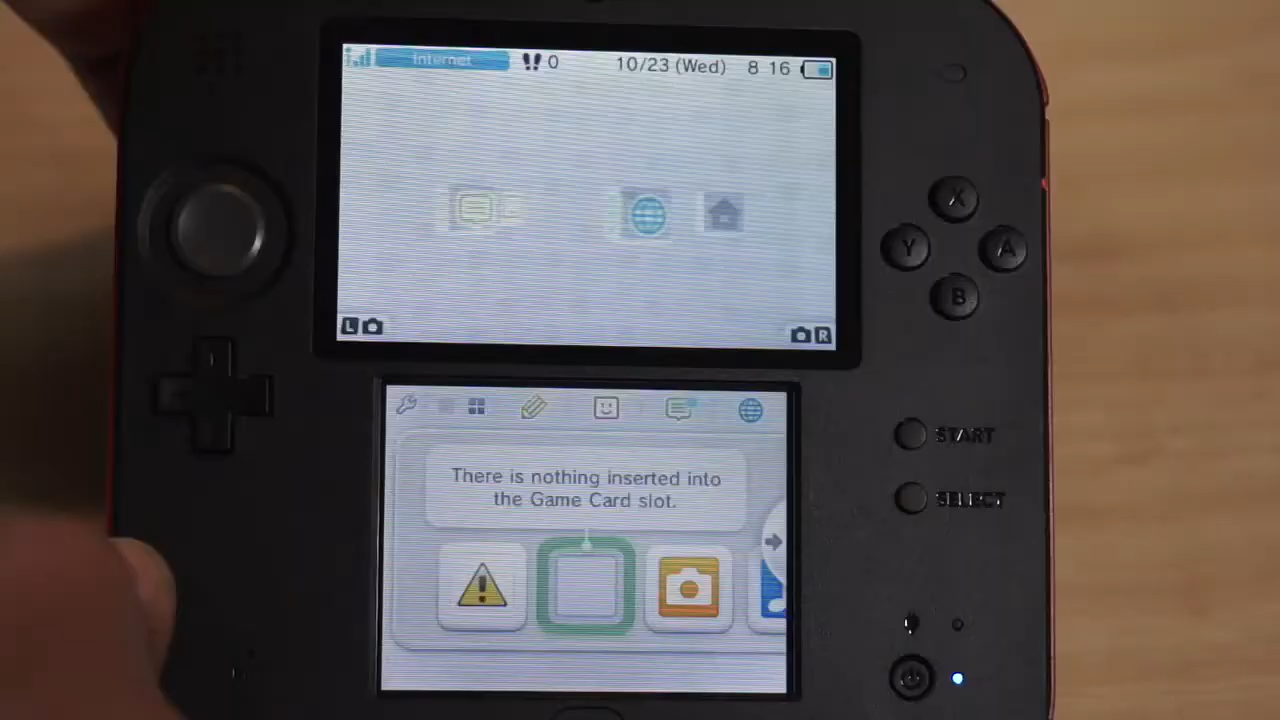 Internet 0 10/23 (Wed) 8 16
L R
X
Y A
B
There is nothing inserted into
the Game Card slot.
START
SELECT